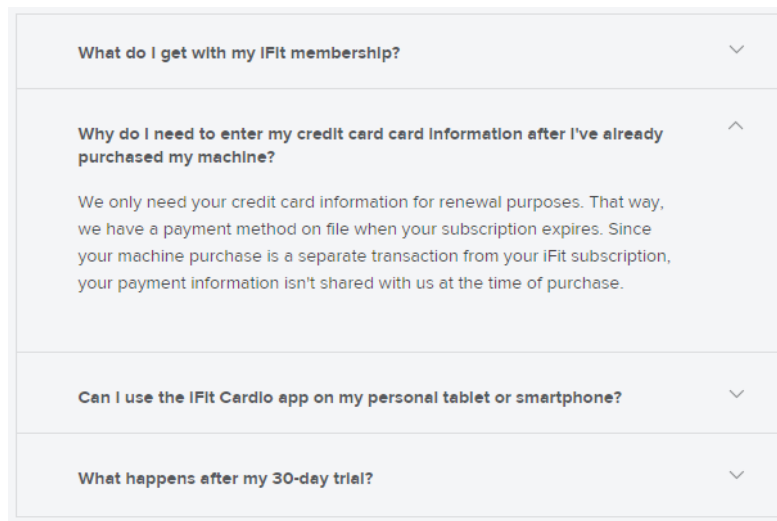 What do I get with my iFit membership?
Why do I need to enter my credit card card information after I've already
purchased my machine?
We only need your credit card information for renewal purposes. That way,
we have a payment method on file when your subscription expires. Since
your machine purchase is a separate transaction from your iFit subscription,
your payment information isn't shared with us at the time of purchase.
Can I use the iFit Cardio app on my personal tablet or smartphone?
What happens after my 30-day trial?